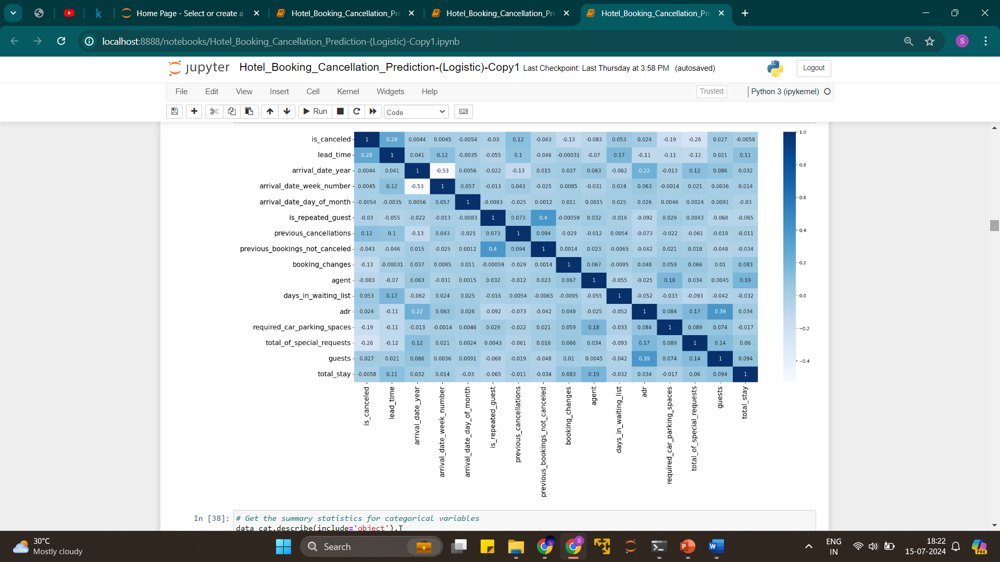 Home Page - Select or create a
Hotel_Booking_Cancellation_Pre
Hotel_Booking_Cancellation_Pre
Hotel_Booking_Cancellation_Pre
localhost:8888/notebooks/Hotel_Booking_Cancellation_Prediction-(Logistic)-Copy1.ipynb
S
jupyter Hotel_Booking_Cancellation_Prediction-(Logistic)-Copy1 Last Checkpoint: Last Thursday at 3:58 PM (autosaved)
Logout
File Edit View Insert Cell Kernel Widgets Help
Trusted
Python 3 (ipykernel)
Run
Code
is_canceled 1 0.28 0.0044 0.0045 -0.0054 -0.03 0.12 -0.043 -0.13 -0.083 0.053 0.024 -0.19 -0.26 0.027 -0.0058
lead_time 0.28 1 0.041 0.12 -0.0035 -0.055 0.1 -0.046 -0.00031 -0.07 0.17 -0.11 -0.11 -0.12 0.021 0.11
arrival_date_year 0.0044 0.041 1 -0.53 0.0056 -0.022 -0.13 0.015 0.037 0.063 -0.062 0.22 -0.013 0.12 0.086 0.032
arrival_date_week_number 0.0045 0.12 -0.53 1 0.057 -0.013 0.043 -0.025 0.0085 -0.031 0.024 0.063 -0.0014 0.021 0.0036 0.014
arrival_date_day_of_month -0.0054 -0.0035 0.0056 0.057 1 -0.0083 -0.025 0.0012 0.011 0.0015 0.025 0.026 0.0046 0.0024 0.0091 -0.03
is_repeated_guest -0.03 -0.055 -0.022 -0.013 -0.0083 1 0.073 0.4 -0.00059 0.032 -0.016 -0.092 0.029 0.0043 -0.068 -0.065
previous_cancellations 0.12 0.1 -0.13 0.043 -0.025 0.073 1 0.094 -0.029 -0.012 0.0054 -0.073 -0.022 -0.061 -0.019 -0.011
previous_bookings_not_canceled -0.043 -0.046 0.015 -0.025 0.0012 0.4 0.094 1 0.0014 0.023 -0.0065 -0.042 0.021 0.018 -0.048 -0.034
booking_changes -0.13 -0.00031 0.037 0.0085 0.011 -0.00059 -0.029 0.0014 1 0.067 -0.0095 0.048 0.059 0.066 0.01 0.083
agent -0.083 -0.07 0.063 -0.031 0.0015 0.032 -0.012 0.023 0.067 1 -0.055 -0.025 0.18 0.034 0.0045 0.19
days_in_waiting_list 0.053 0.17 -0.062 0.024 0.025 -0.016 0.0054 -0.0065 -0.0095 -0.055 1 -0.052 -0.033 -0.093 -0.042 -0.032
adr 0.024 -0.11 0.22 0.063 0.026 -0.092 -0.073 -0.042 0.048 -0.025 -0.052 1 0.084 0.17 0.39 0.034
required_car_parking_spaces -0.19 -0.11 -0.013 -0.0014 0.0046 0.029 -0.022 0.021 0.059 0.18 -0.033 0.084 1 0.089 0.074 -0.017
total_of_special_requests -0.26 -0.12 0.12 0.021 0.0024 0.0043 -0.061 0.018 0.066 0.034 -0.093 0.17 0.089 1 0.14 0.06
guests 0.027 0.021 0.086 0.0036 0.0091 -0.068 -0.019 -0.048 0.01 0.0045 -0.042 0.39 0.074 0.14 1 0.094
total_stay -0.0058 0.11 0.032 0.014 -0.03 -0.065 -0.011 -0.034 0.083 0.19 -0.032 0.034 -0.017 0.06 0.094 1
is_canceled
lead_time
arrival_date_year
arrival_date_week_number
arrival_date_day_of_month
is_repeated_guest
previous_cancellations
previous_bookings_not_canceled
booking_changes
agent
days_in_waiting_list
adr
required_car_parking_spaces
total_of_special_requests
guests
total_stay
1.0
0.8
0.6
0.4
0.2
0.0
-0.2
-0.4
In [38]: # Get the summary statistics for categorical variables
data_cat.describe(include='object').T
30°C
Mostly cloudy
Search
S
ENG
IN
18:22
15-07-2024
PRE